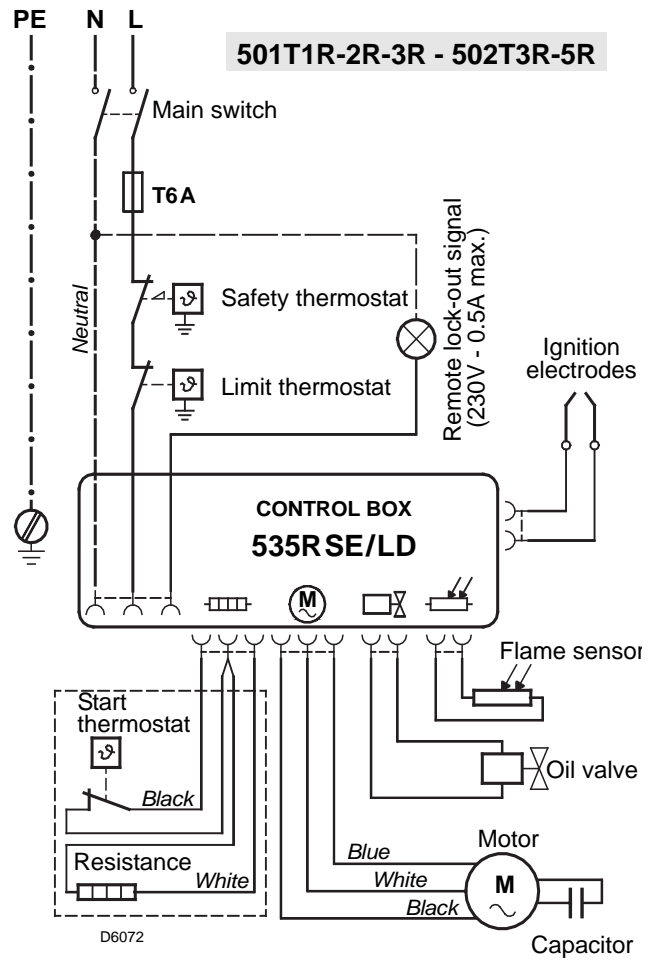 PE N L
501T1R-2R-3R - 502T3R-5R
Main switch
T6A
Neutral
Safety thermostat
Limit thermostat
Remote lock-out signal
(230V - 0.5A max.)
Ignition
electrodes
CONTROL BOX
535R SE/LD
M
Flame sensor
Start
thermostat
Black
Oil valve
Resistance
White
Blue
White
Black
Motor
M
Capacitor
D6072
ϑ
ϑ
ϑ